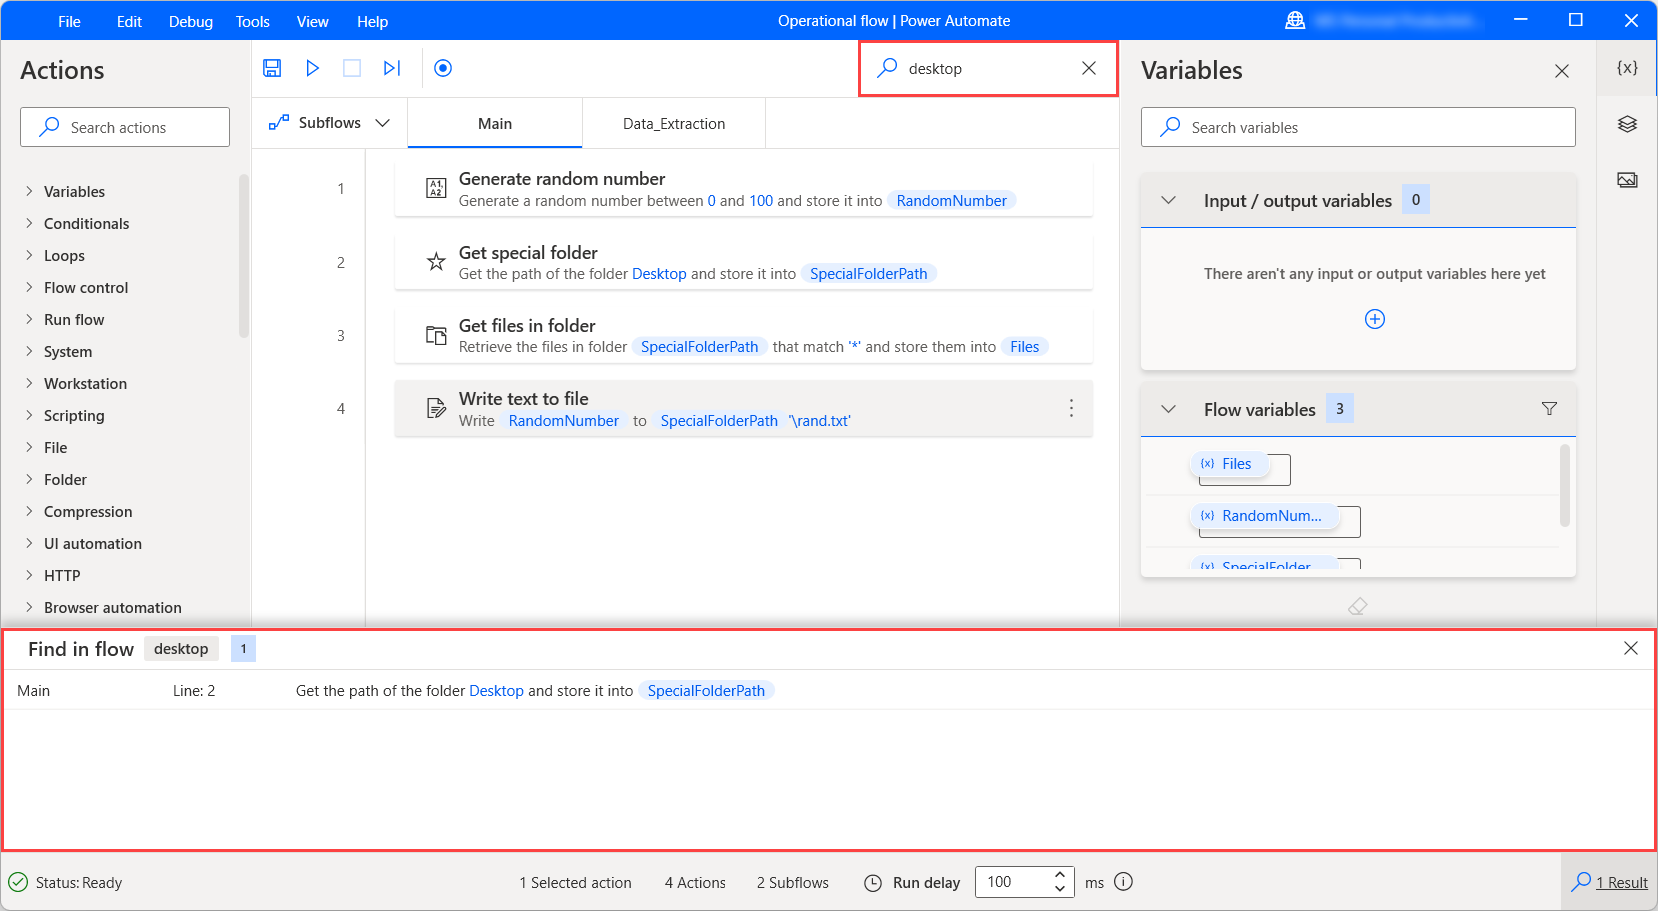 File Edit Debug Tools View Help
Operational flow | Power Automate
Actions
Search actions
Variables
Conditionals
Loops
Flow control
Run flow
System
Workstation
Scripting
File
Folder
Compression
UI automation
HTTP
Browser automation
desktop
Subflows
Main
Data_Extraction
1
Generate random number
Generate a random number between 0 and 100 and store it into RandomNumber
2
Get special folder
Get the path of the folder Desktop and store it into SpecialFolderPath
3
Get files in folder
Retrieve the files in folder SpecialFolderPath that match '*' and store them into Files
4
Write text to file
Write RandomNumber to SpecialFolderPath '\rand.txt'
Variables
{x}
Search variables
Input / output variables 0
There aren't any input or output variables here yet
Flow variables 3
{x} Files
{x} RandomNum...
{x} SpecialFolder
Find in flow desktop 1
Main Line: 2 Get the path of the folder Desktop and store it into SpecialFolderPath
Status: Ready 1 Selected action 4 Actions 2 Subflows Run delay 100 ms 1 Result